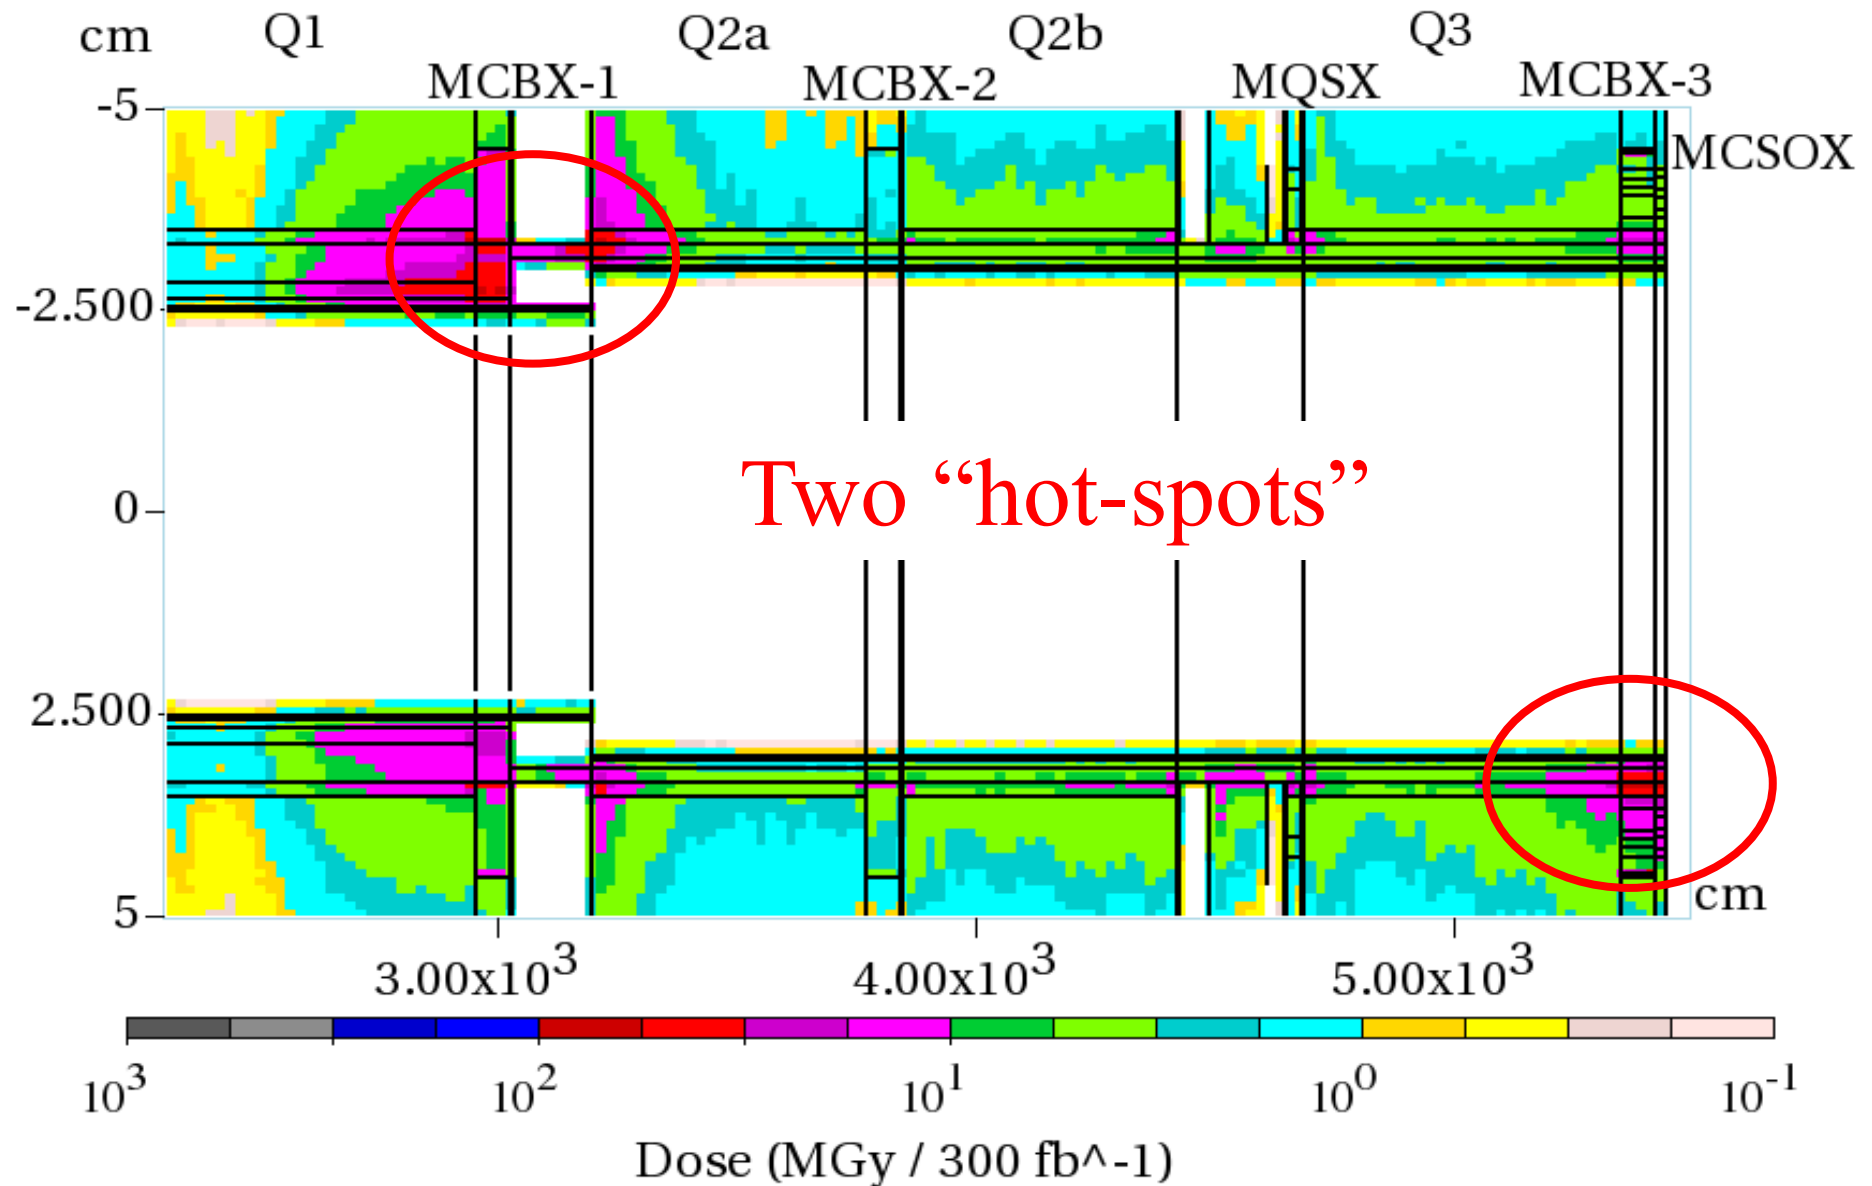 cm Q1 Q2a Q2b Q3
MCBX-1 MCBX-2 MQSX MCBX-3
-5
MCSOX
-2.500
Two “hot-spots”
0
2.500
cm
5
3.00x10^3 4.00x10^3 5.00x10^3
10^3 10^2 10^1 10^0 10^-1
Dose (MGy / 300 fb^-1)